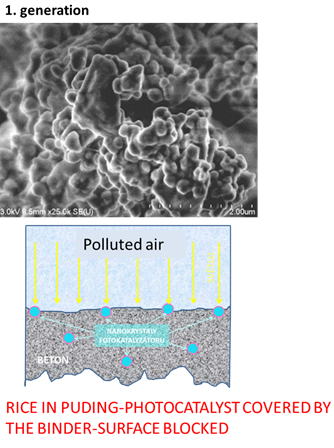 1. generation
3.0kV 8.5mm x25.0k SE(U)
2.00um
Polluted air
NANOKRYSTALY
FOTOKATALYZÁTORU
BETON
RICE IN PUDING-PHOTOCATALYST COVERED BY
THE BINDER-SURFACE BLOCKED